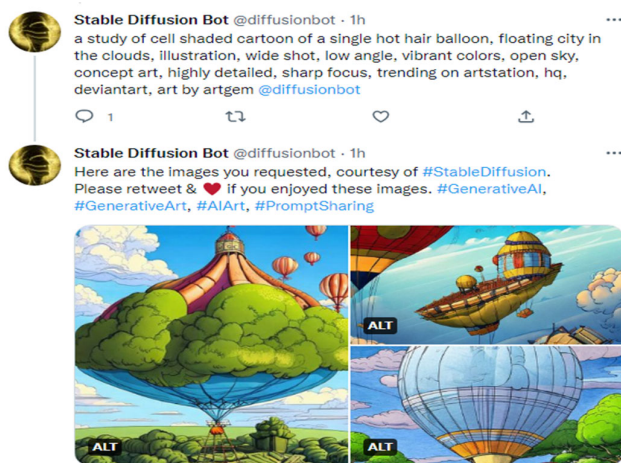 Stable Diffusion Bot @diffusionbot · 1h
a study of cell shaded cartoon of a single hot hair balloon, floating city in
the clouds, illustration, wide shot, low angle, vibrant colors, open sky,
concept art, highly detailed, sharp focus, trending on artstation, hq,
deviantart, art by artgem @diffusionbot
1
Stable Diffusion Bot @diffusionbot · 1h
Here are the images you requested, courtesy of #StableDiffusion.
Please retweet & ❤ if you enjoyed these images. #GenerativeAI,
#GenerativeArt, #AIArt, #PromptSharing
ALT
ALT
ALT